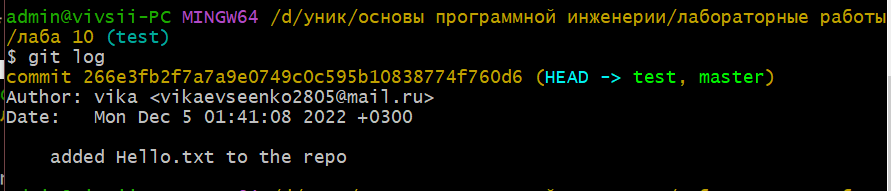 admin@vivsii-PC MINGW64 /d/уник/основы программной инженерии/лабораторные работы
/лаба 10 (test)
$ git log
commit 266e3fb2f7a7a9e0749c0c595b10838774f760d6 (HEAD -> test, master)
Author: vika <vikaevseenko2805@mail.ru>
Date:   Mon Dec 5 01:41:08 2022 +0300

    added Hello.txt to the repo